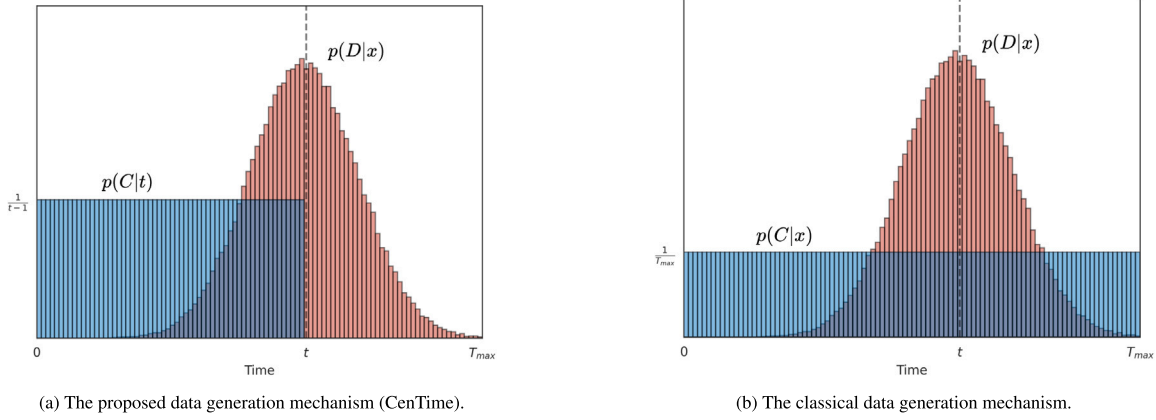 p(D|x)
p(C|t)
1/(t−1)
0
t
T_max
Time
(a) The proposed data generation mechanism (CenTime).
p(D|x)
p(C|x)
1/T_max
0
t
T_max
Time
(b) The classical data generation mechanism.